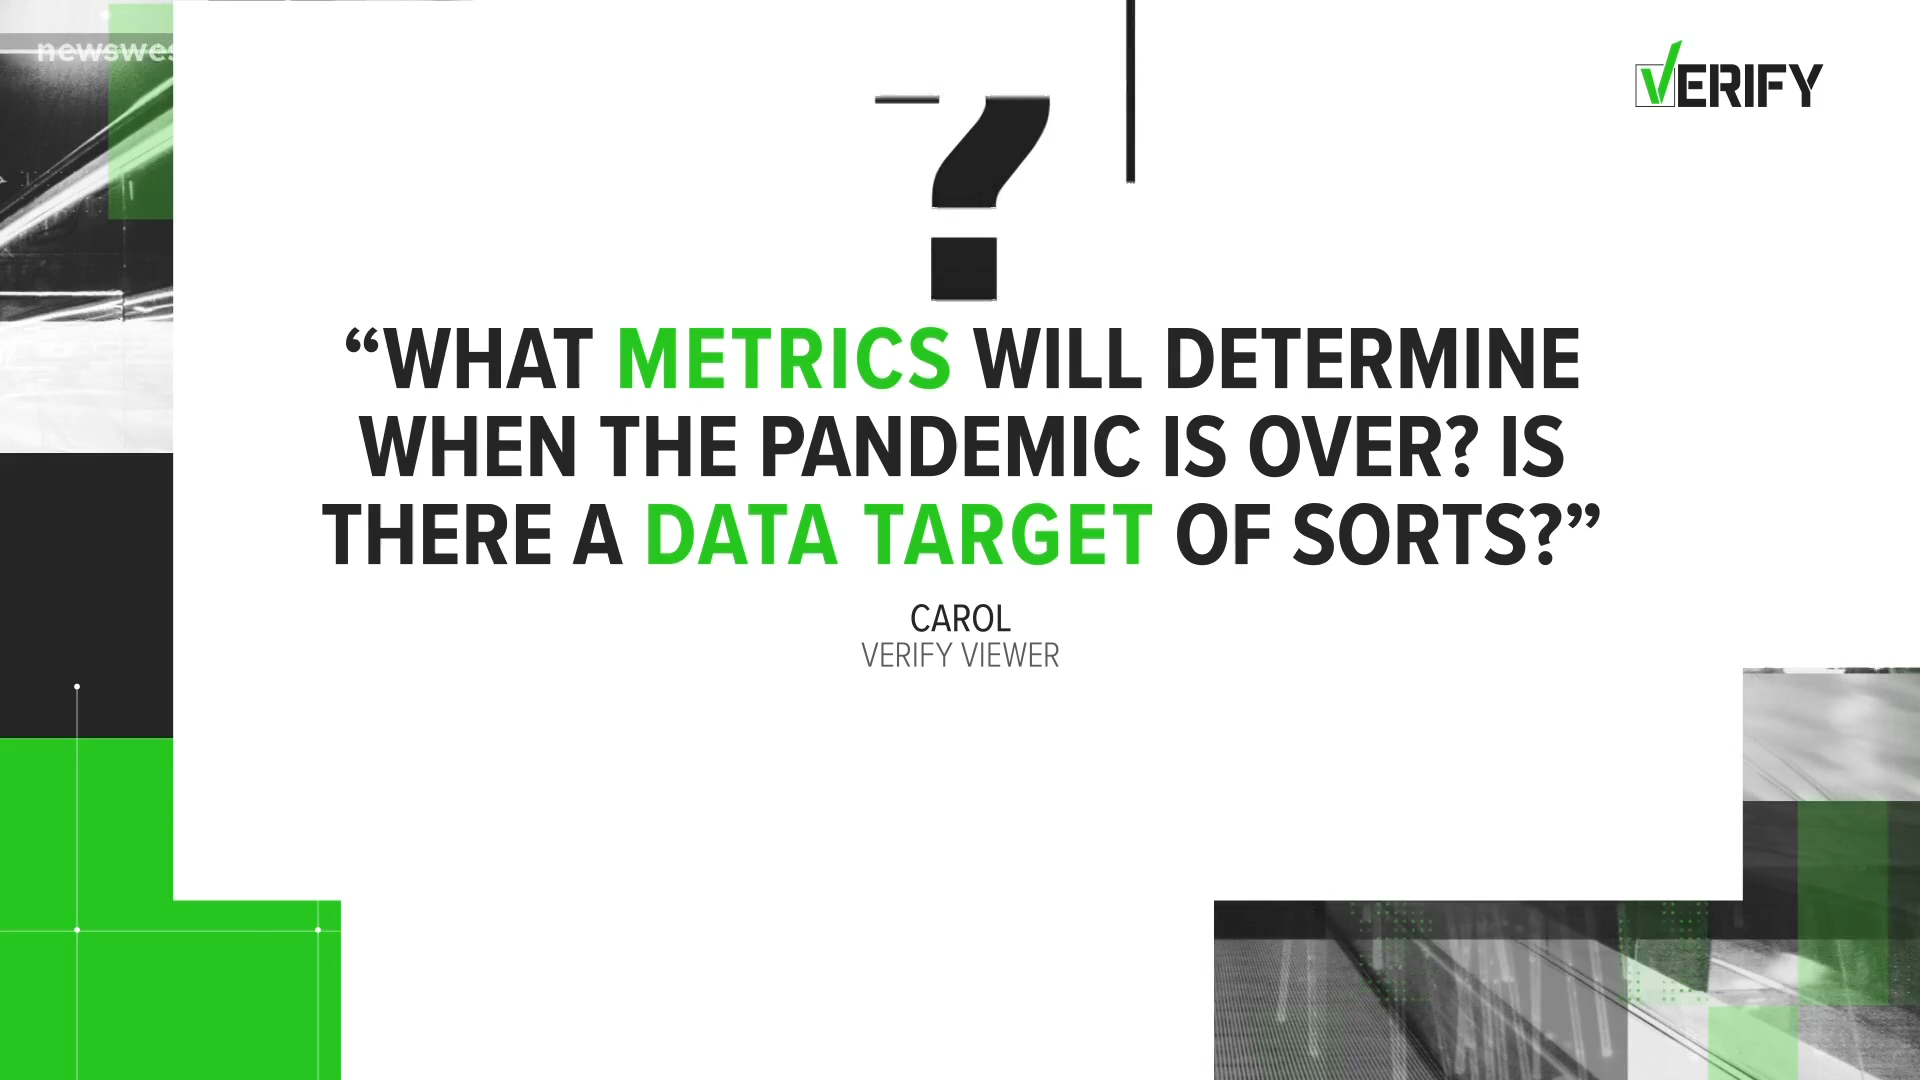 newswes
VERIFY
?
“WHAT METRICS WILL DETERMINE
WHEN THE PANDEMIC IS OVER? IS
THERE A DATA TARGET OF SORTS?”
CAROL
VERIFY VIEWER